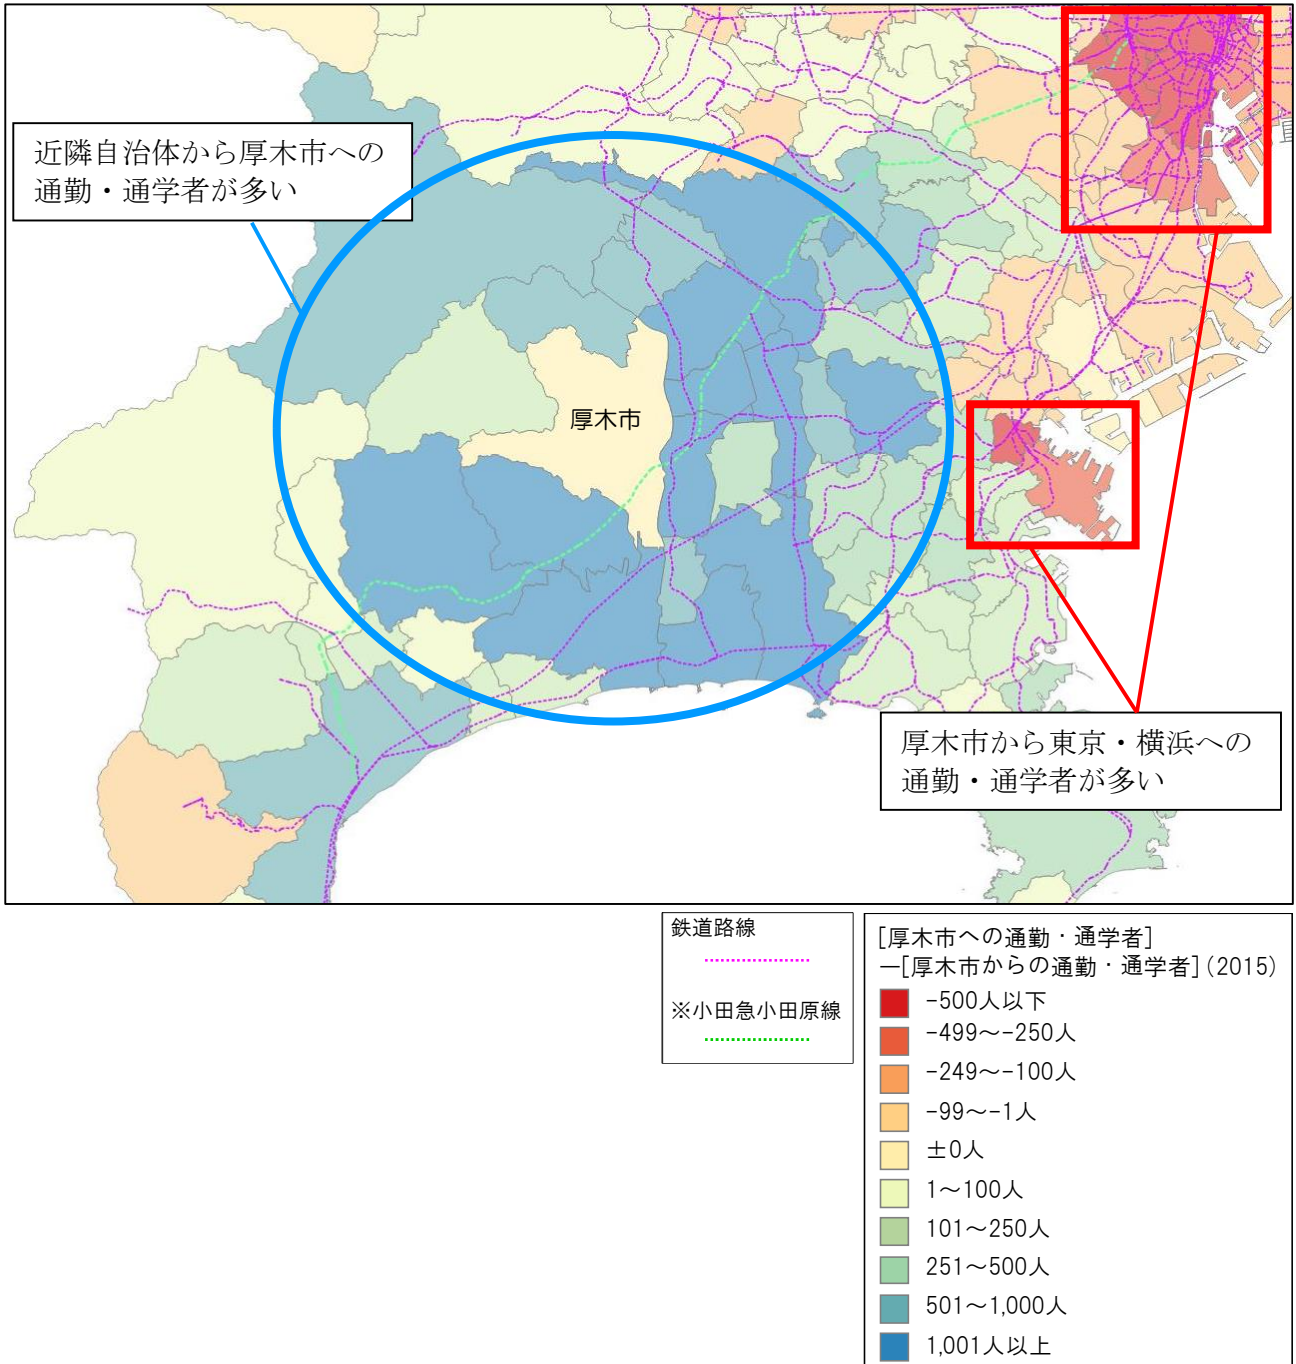 近隣自治体から厚木市への
通勤・通学者が多い
厚木市
厚木市から東京・横浜への
通勤・通学者が多い
鉄道路線
※小田急小田原線
[厚木市への通勤・通学者]
―[厚木市からの通勤・通学者](2015)
-500人以下
-499～-250人
-249～-100人
-99～-1人
±0人
1～100人
101～250人
251～500人
501～1,000人
1,001人以上